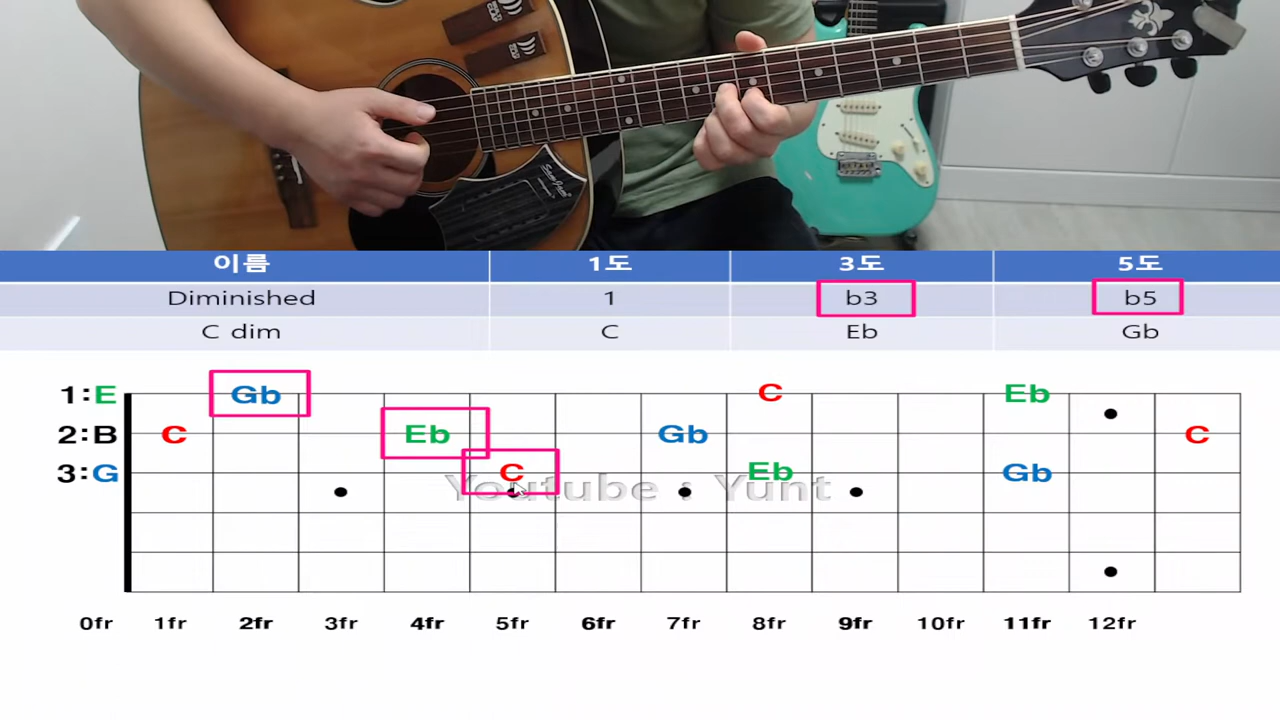 이름 1도 3도 5도
Diminished 1 b3 b5
C dim C Eb Gb
1:E Gb C Eb
2:B C Eb Gb C
3:G C Eb Gb
Youtube : Yunt
0fr 1fr 2fr 3fr 4fr 5fr 6fr 7fr 8fr 9fr 10fr 11fr 12fr